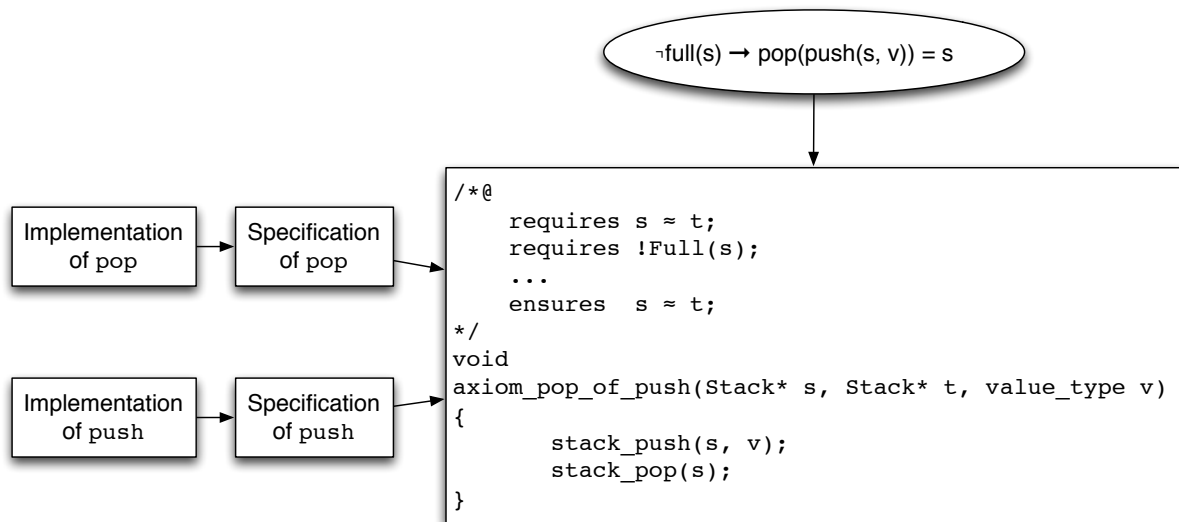 ¬full(s) → pop(push(s, v)) = s
Implementation
of pop
Specification
of pop
Implementation
of push
Specification
of push
/*@
    requires s ≈ t;
    requires !Full(s);
    ...
    ensures  s ≈ t;
*/
void
axiom_pop_of_push(Stack* s, Stack* t, value_type v)
{
       stack_push(s, v);
       stack_pop(s);
}